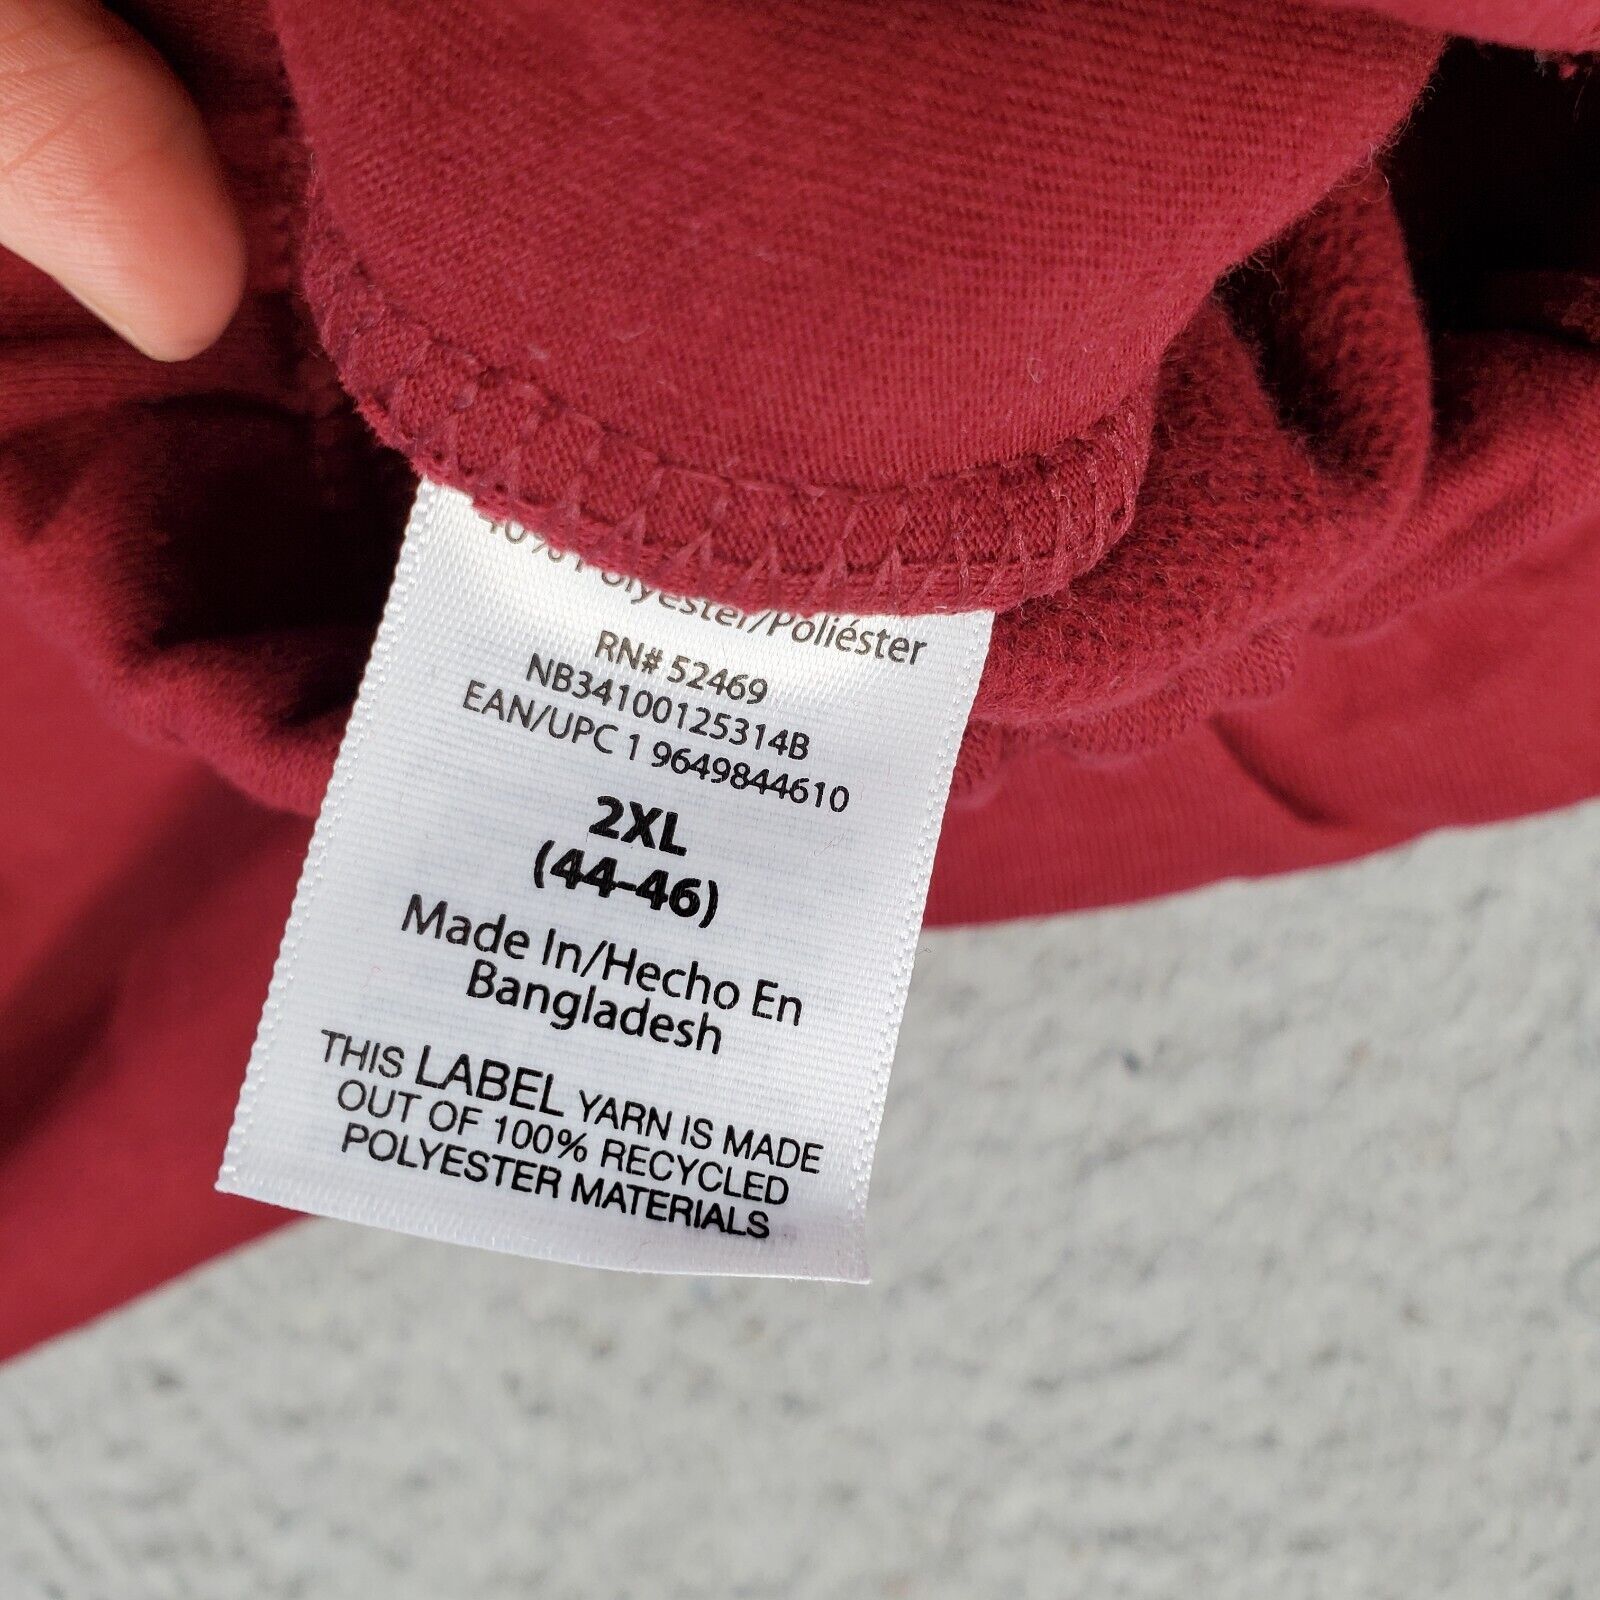 40% Polyester/Poliéster
RN# 52469
NB34100125314B
EAN/UPC 1 9649844610
2XL
(44-46)
Made In/Hecho En
Bangladesh
THIS LABEL YARN IS MADE
OUT OF 100% RECYCLED
POLYESTER MATERIALS